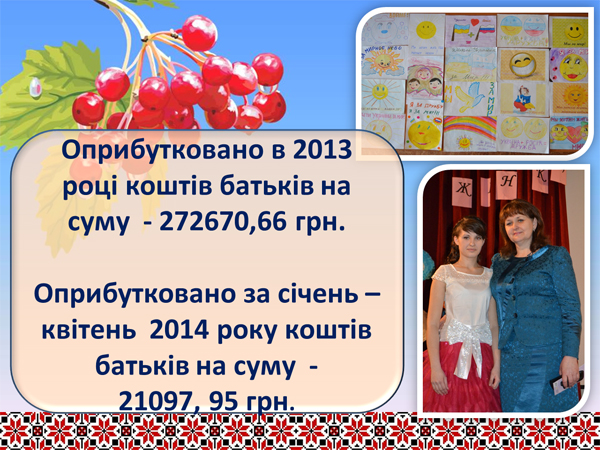 Оприбутковано в 2013
році коштів батьків на
суму - 272670,66 грн.
Оприбутковано за січень –
квітень 2014 року коштів
батьків на суму -
21097, 95 грн.
Ж Н К